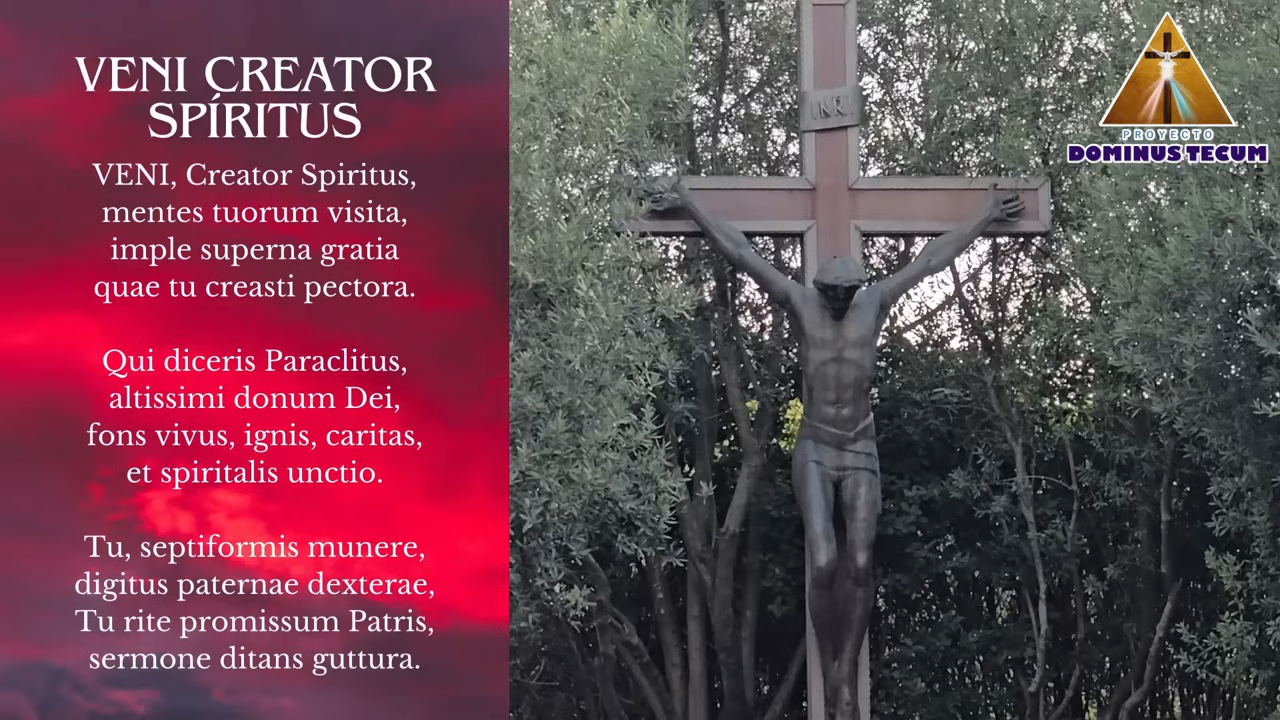 VENI CREATOR
SPÍRITUS
VENI, Creator Spiritus,
mentes tuorum visita,
imple superna gratia
quae tu creasti pectora.
Qui diceris Paraclitus,
altissimi donum Dei,
fons vivus, ignis, caritas,
et spiritalis unctio.
Tu, septiformis munere,
digitus paternae dexterae,
Tu rite promissum Patris,
sermone ditans guttura.
INRI
PROYECTO
DOMINUS TECUM